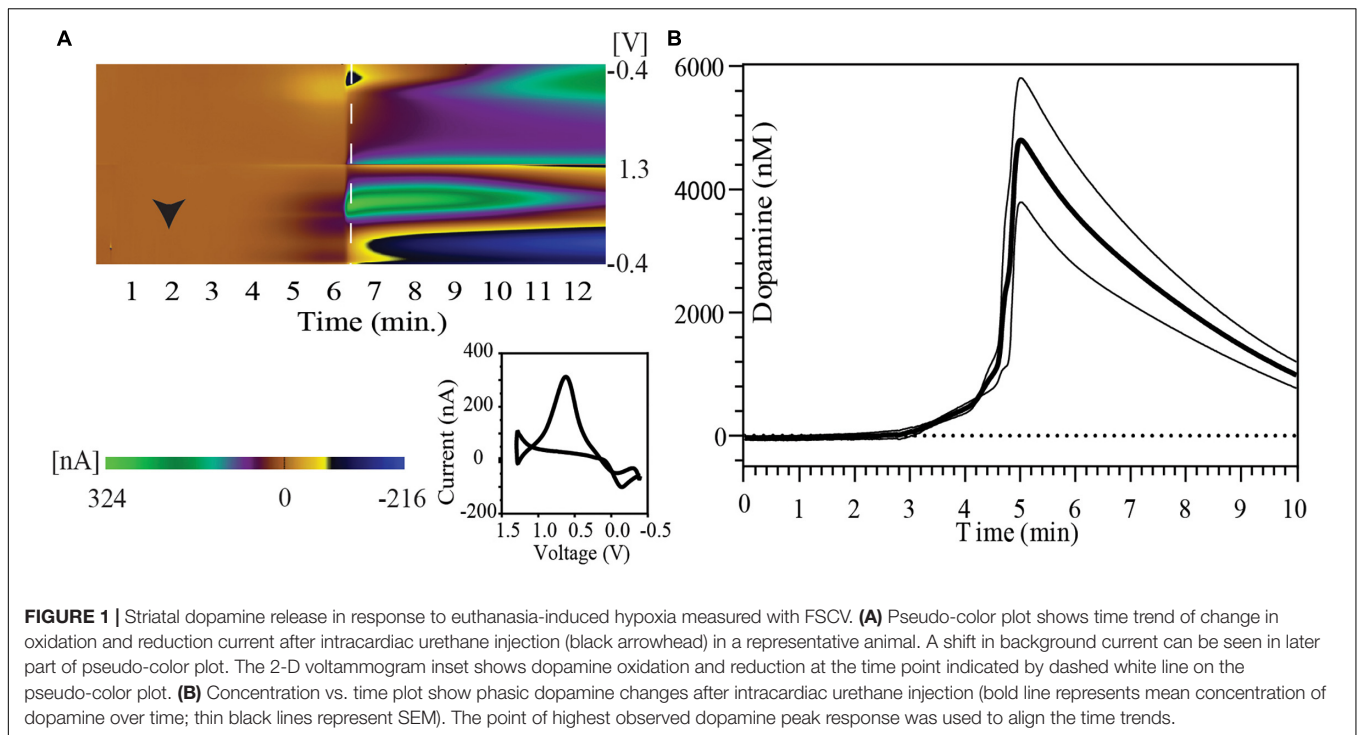 A
[V]
-0.4
1.3
-0.4
1 2 3 4 5 6 7 8 9 10 11 12
Time (min.)
[nA]
324 0 -216
400
200
0
-200
Current (nA)
1.5 1.0 0.5 0.0 -0.5
Voltage (V)
B
6000
4000
2000
0
Dopamine (nM)
0 1 2 3 4 5 6 7 8 9 10
Time (min)
FIGURE 1 | Striatal dopamine release in response to euthanasia-induced hypoxia measured with FSCV. (A) Pseudo-color plot shows time trend of change in
oxidation and reduction current after intracardiac urethane injection (black arrowhead) in a representative animal. A shift in background current can be seen in later
part of pseudo-color plot. The 2-D voltammogram inset shows dopamine oxidation and reduction at the time point indicated by dashed white line on the
pseudo-color plot. (B) Concentration vs. time plot show phasic dopamine changes after intracardiac urethane injection (bold line represents mean concentration of
dopamine over time; thin black lines represent SEM). The point of highest observed dopamine peak response was used to align the time trends.